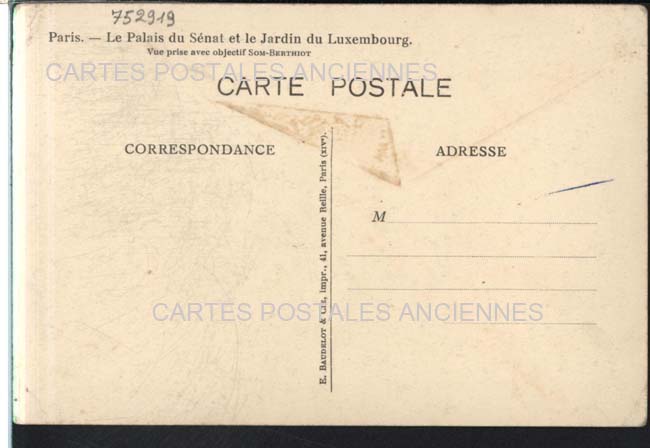 752919
Paris. — Le Palais du Sénat et le Jardin du Luxembourg.
Vue prise avec objectif SOM-BERTHIOT
CARTES POSTALES ANCIENNES
CARTE POSTALE
CORRESPONDANCE
ADRESSE
E. BAUDELOT & Cie, impr., 41, avenue Reille, Paris (XIVe).
M
CARTES POSTALES ANCIENNES